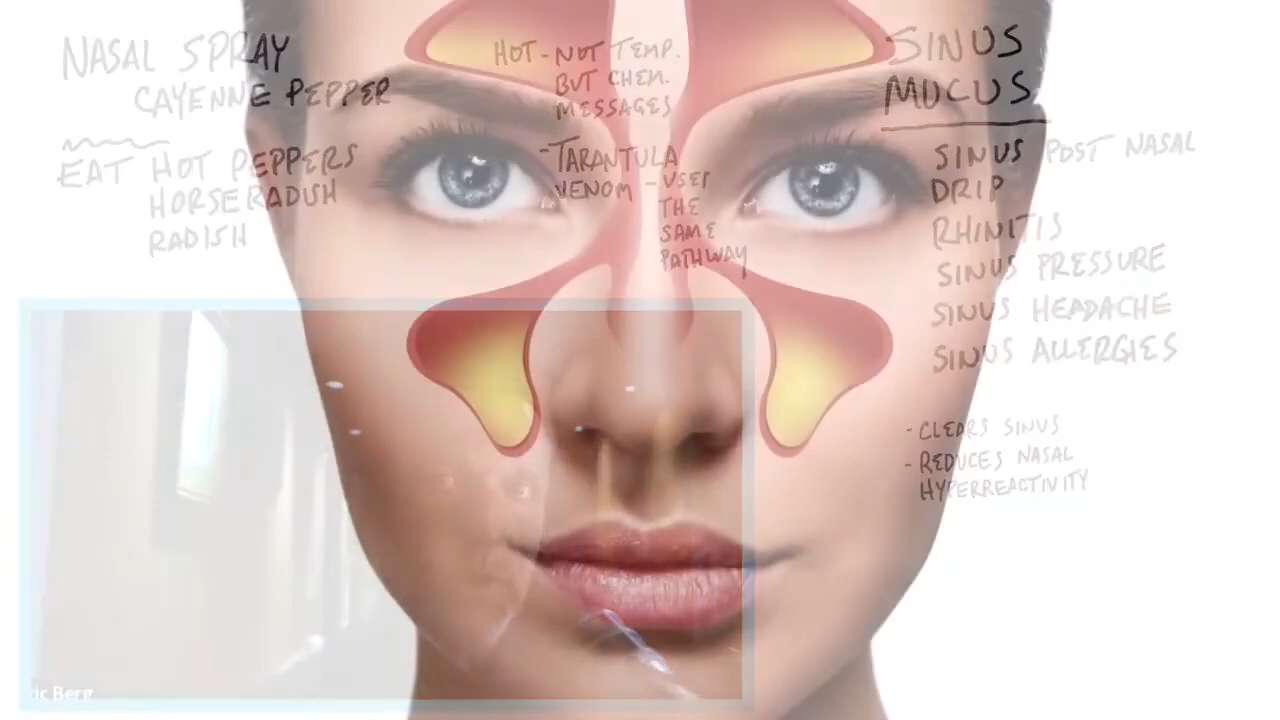 NASAL SPRAY
CAYENNE PEPPER
EAT HOT PEPPERS
HORSERADISH
RADISH
HOT - NOT TEMP.
BUT CHEM.
MESSAGES
- TARANTULA
VENOM - USES
THE
SAME
PATHWAY
SINUS
MUCUS
SINUS POST NASAL
DRIP
RHINITIS
SINUS PRESSURE
SINUS HEADACHE
SINUS ALLERGIES
- CLEARS SINUS
- REDUCES NASAL
HYPERREACTIVITY
ric Berg